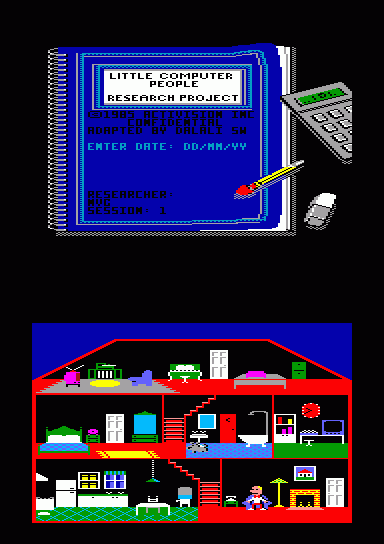 LITTLE COMPUTER
PEOPLE
RESEARCH PROJECT
©1985 ACTIVISION INC
CONFIDENTIAL
ADAPTED BY DALALI SW.
ENTER DATE: DD/MM/YY
RESEARCHER:
MVG
SESSION: 1